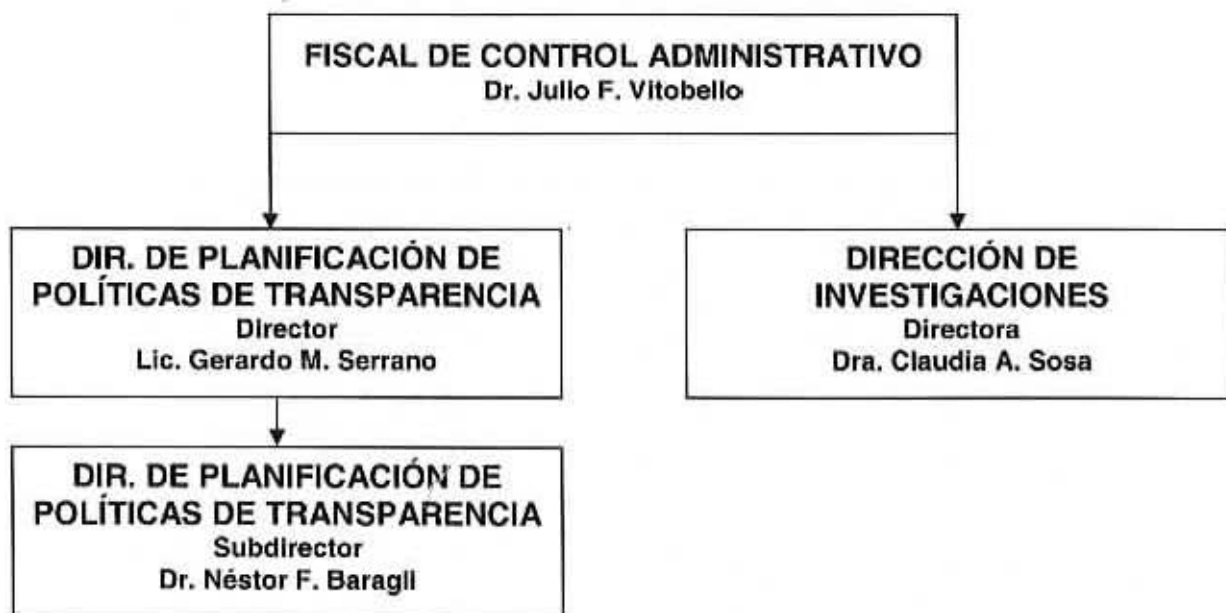 FISCAL DE CONTROL ADMINISTRATIVO
Dr. Julio F. Vitobello
DIR. DE PLANIFICACIÓN DE
POLÍTICAS DE TRANSPARENCIA
Director
Lic. Gerardo M. Serrano
DIRECCIÓN DE
INVESTIGACIONES
Directora
Dra. Claudia A. Sosa
DIR. DE PLANIFICACIÓN DE
POLÍTICAS DE TRANSPARENCIA
Subdirector
Dr. Néstor F. Baragli